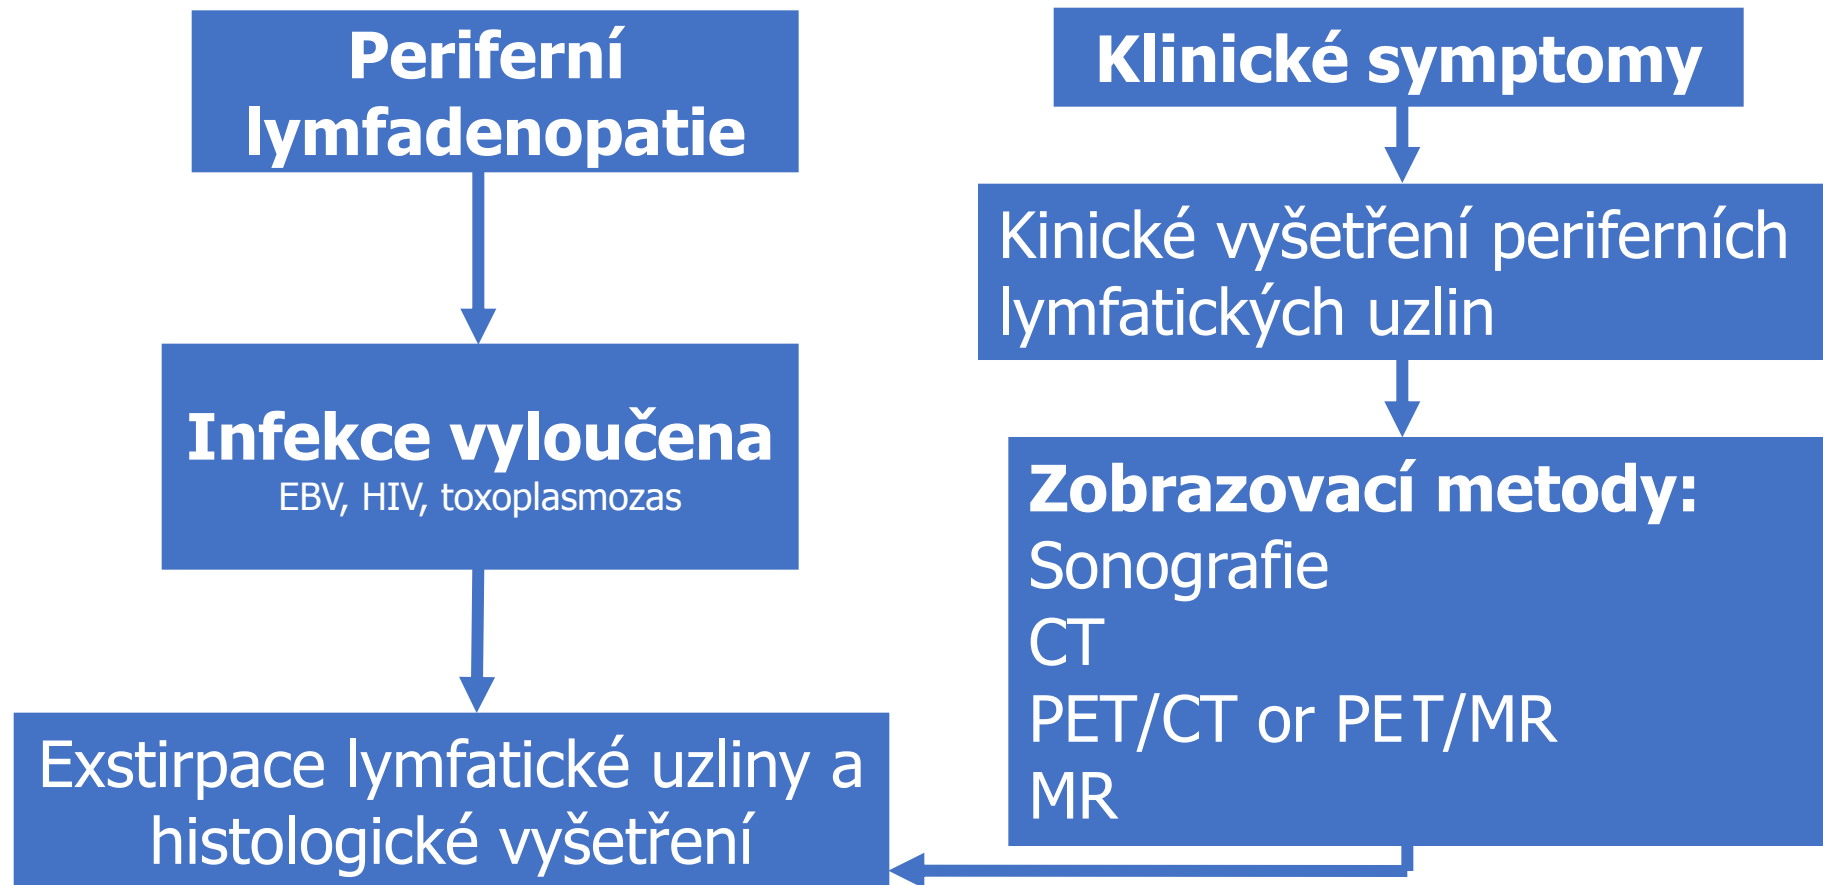 Periferní
lymfadenopatie
Infekce vyloučena
EBV, HIV, toxoplasmozas
Exstirpace lymfatické uzliny a
histologické vyšetření
Klinické symptomy
Kinické vyšetření periferních
lymfatických uzlin
Zobrazovací metody:
Sonografie
CT
PET/CT or PET/MR
MR